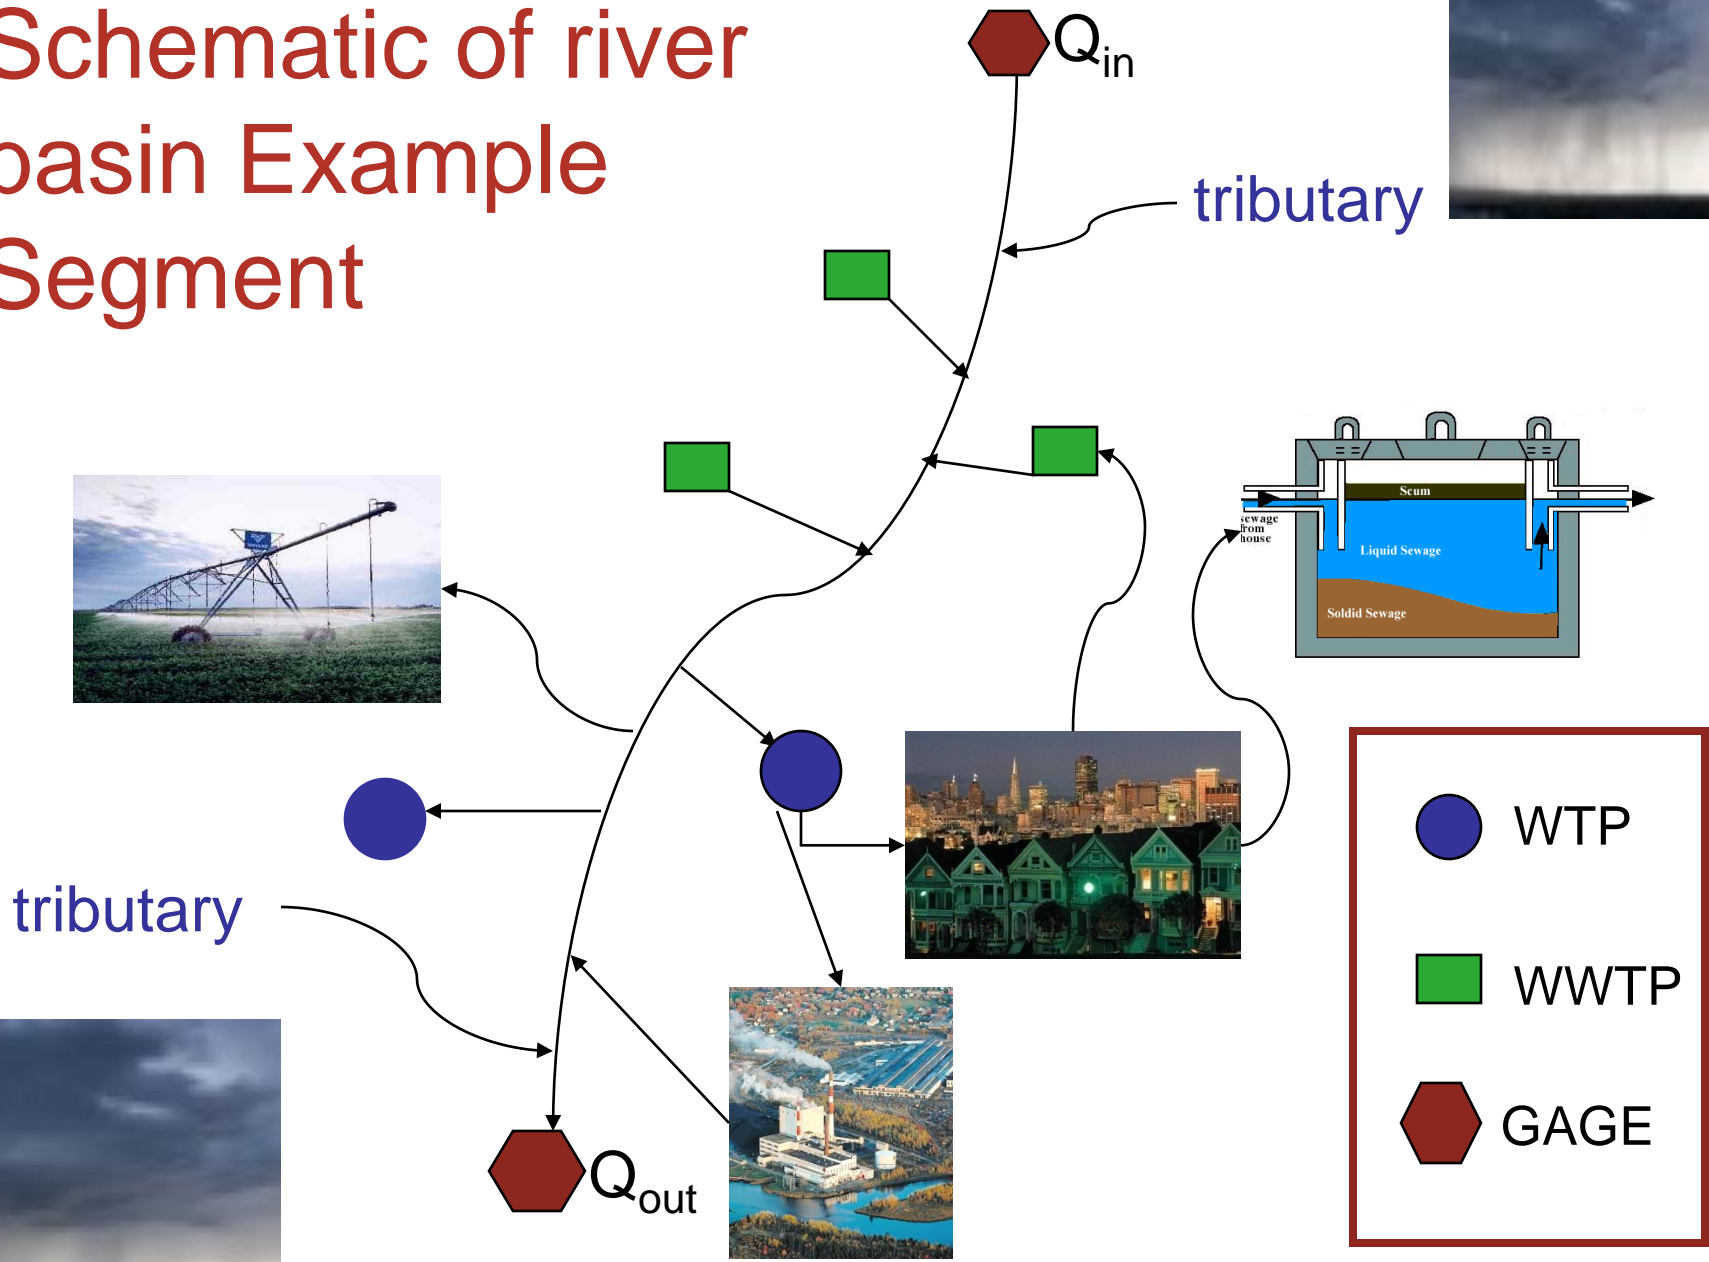 Schematic of river
basin Example
Segment
Qin
tributary
Scum
sewage
from
house
Liquid Sewage
Soldid Sewage
WTP
tributary
WWTP
GAGE
Qout